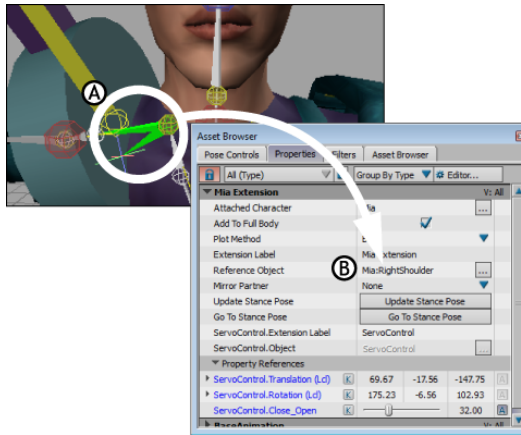 A
Asset Browser
Pose Controls Properties Filters Asset Browser
All (Type) Group By Type Editor...
Mia Extension V: All
Attached Character Mia ...
Add To Full Body
Plot Method
Extension Label Mia Extension
Reference Object B Mia:RightShoulder ...
Mirror Partner None
Update Stance Pose Update Stance Pose
Go To Stance Pose Go To Stance Pose
ServoControl.Extension Label ServoControl
ServoControl.Object ServoControl ...
Property References
ServoControl.Translation (Lcl) K 69.67 -17.56 -147.75 A
ServoControl.Rotation (Lcl) K 175.23 -6.56 102.93 A
ServoControl.Close_Open K 32.00 A
BaseAnimation V: All